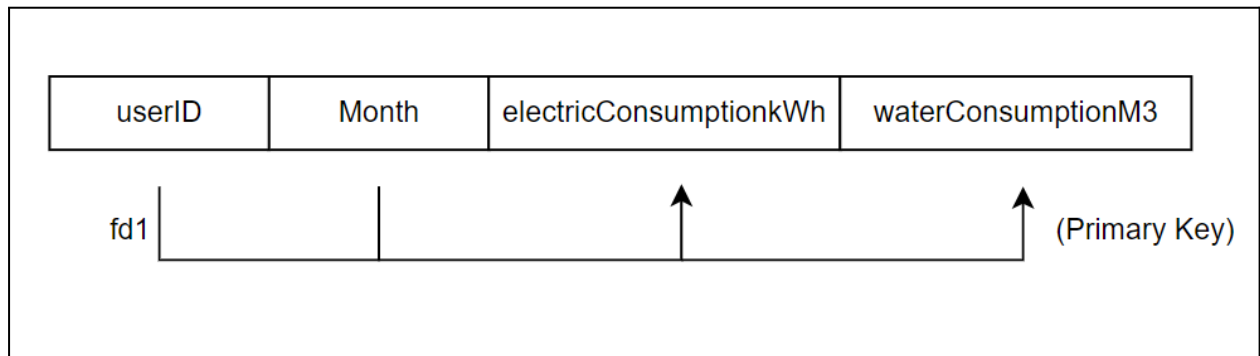 userID Month electricConsumptionkWh waterConsumptionM3
fd1 (Primary Key)